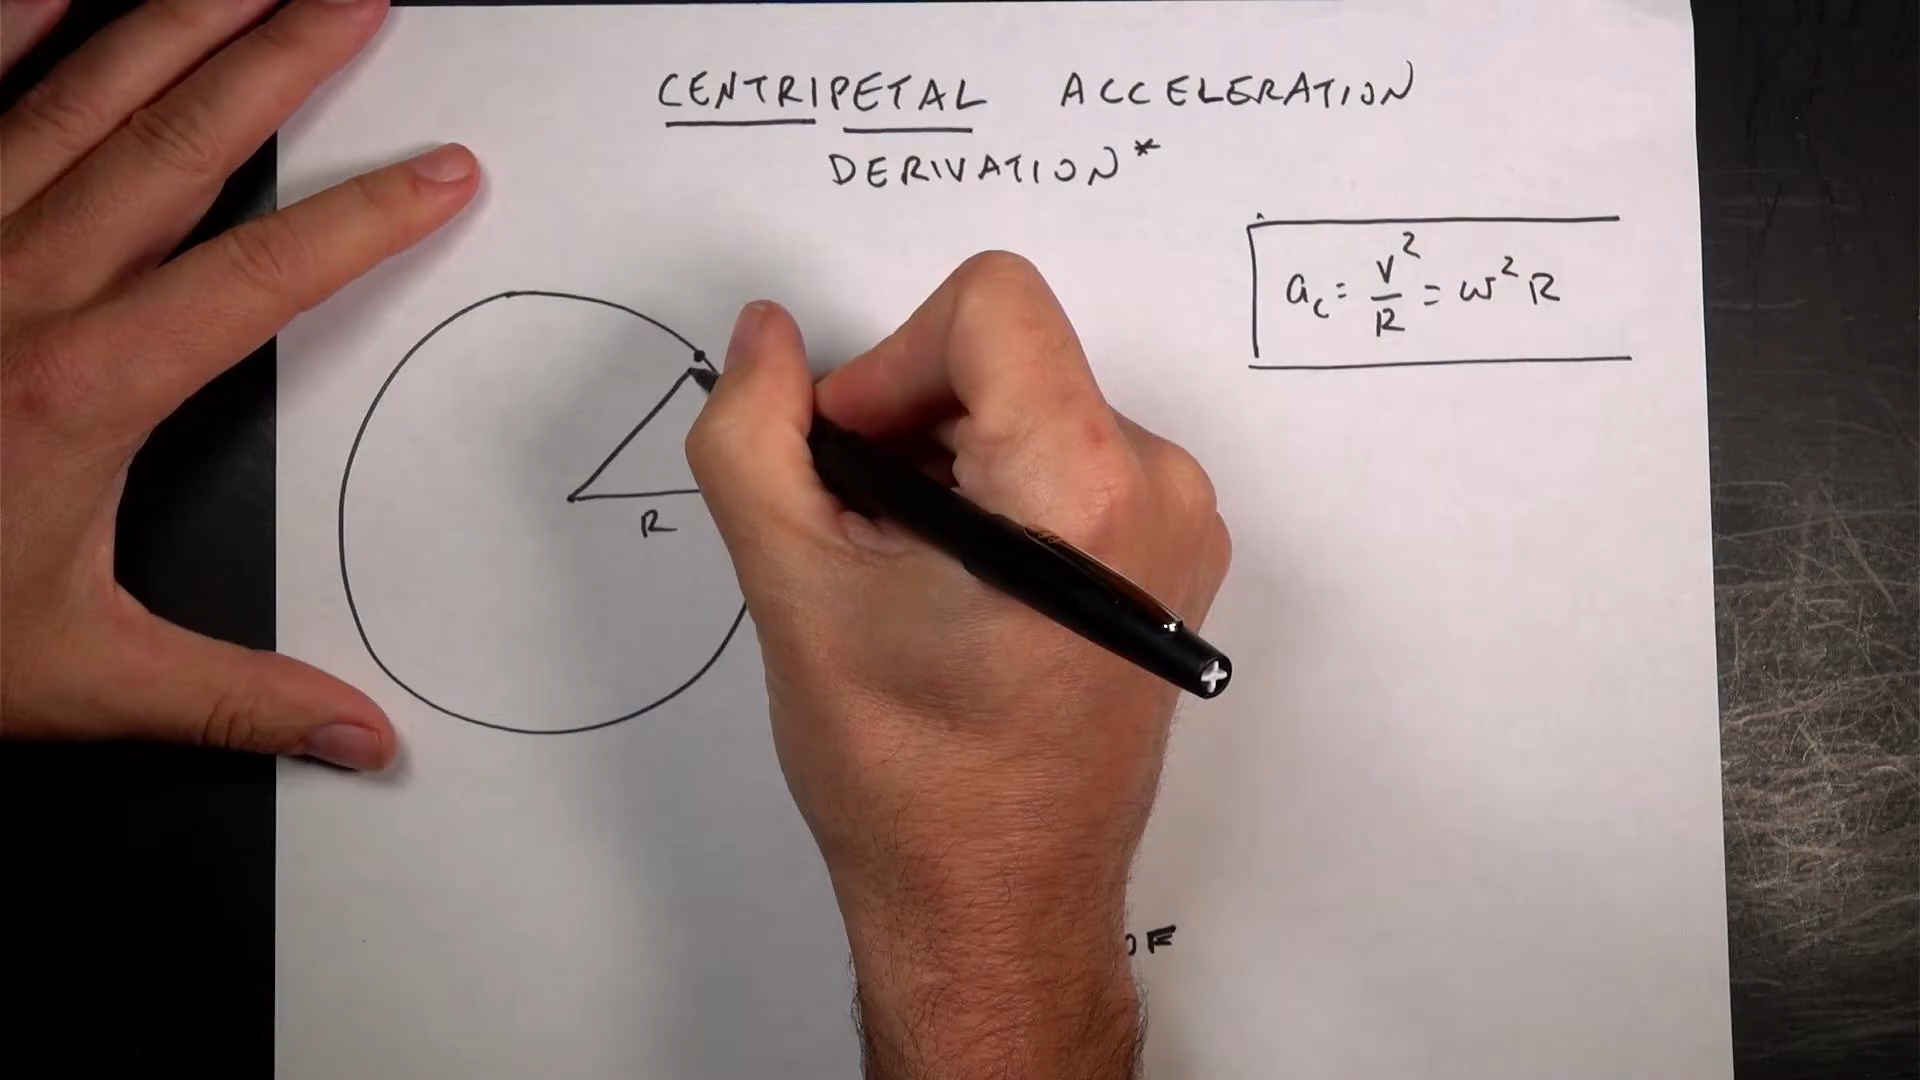 CENTRIPETAL ACCELERATION
DERIVATION*
a_c = v²/R = ω²R
R